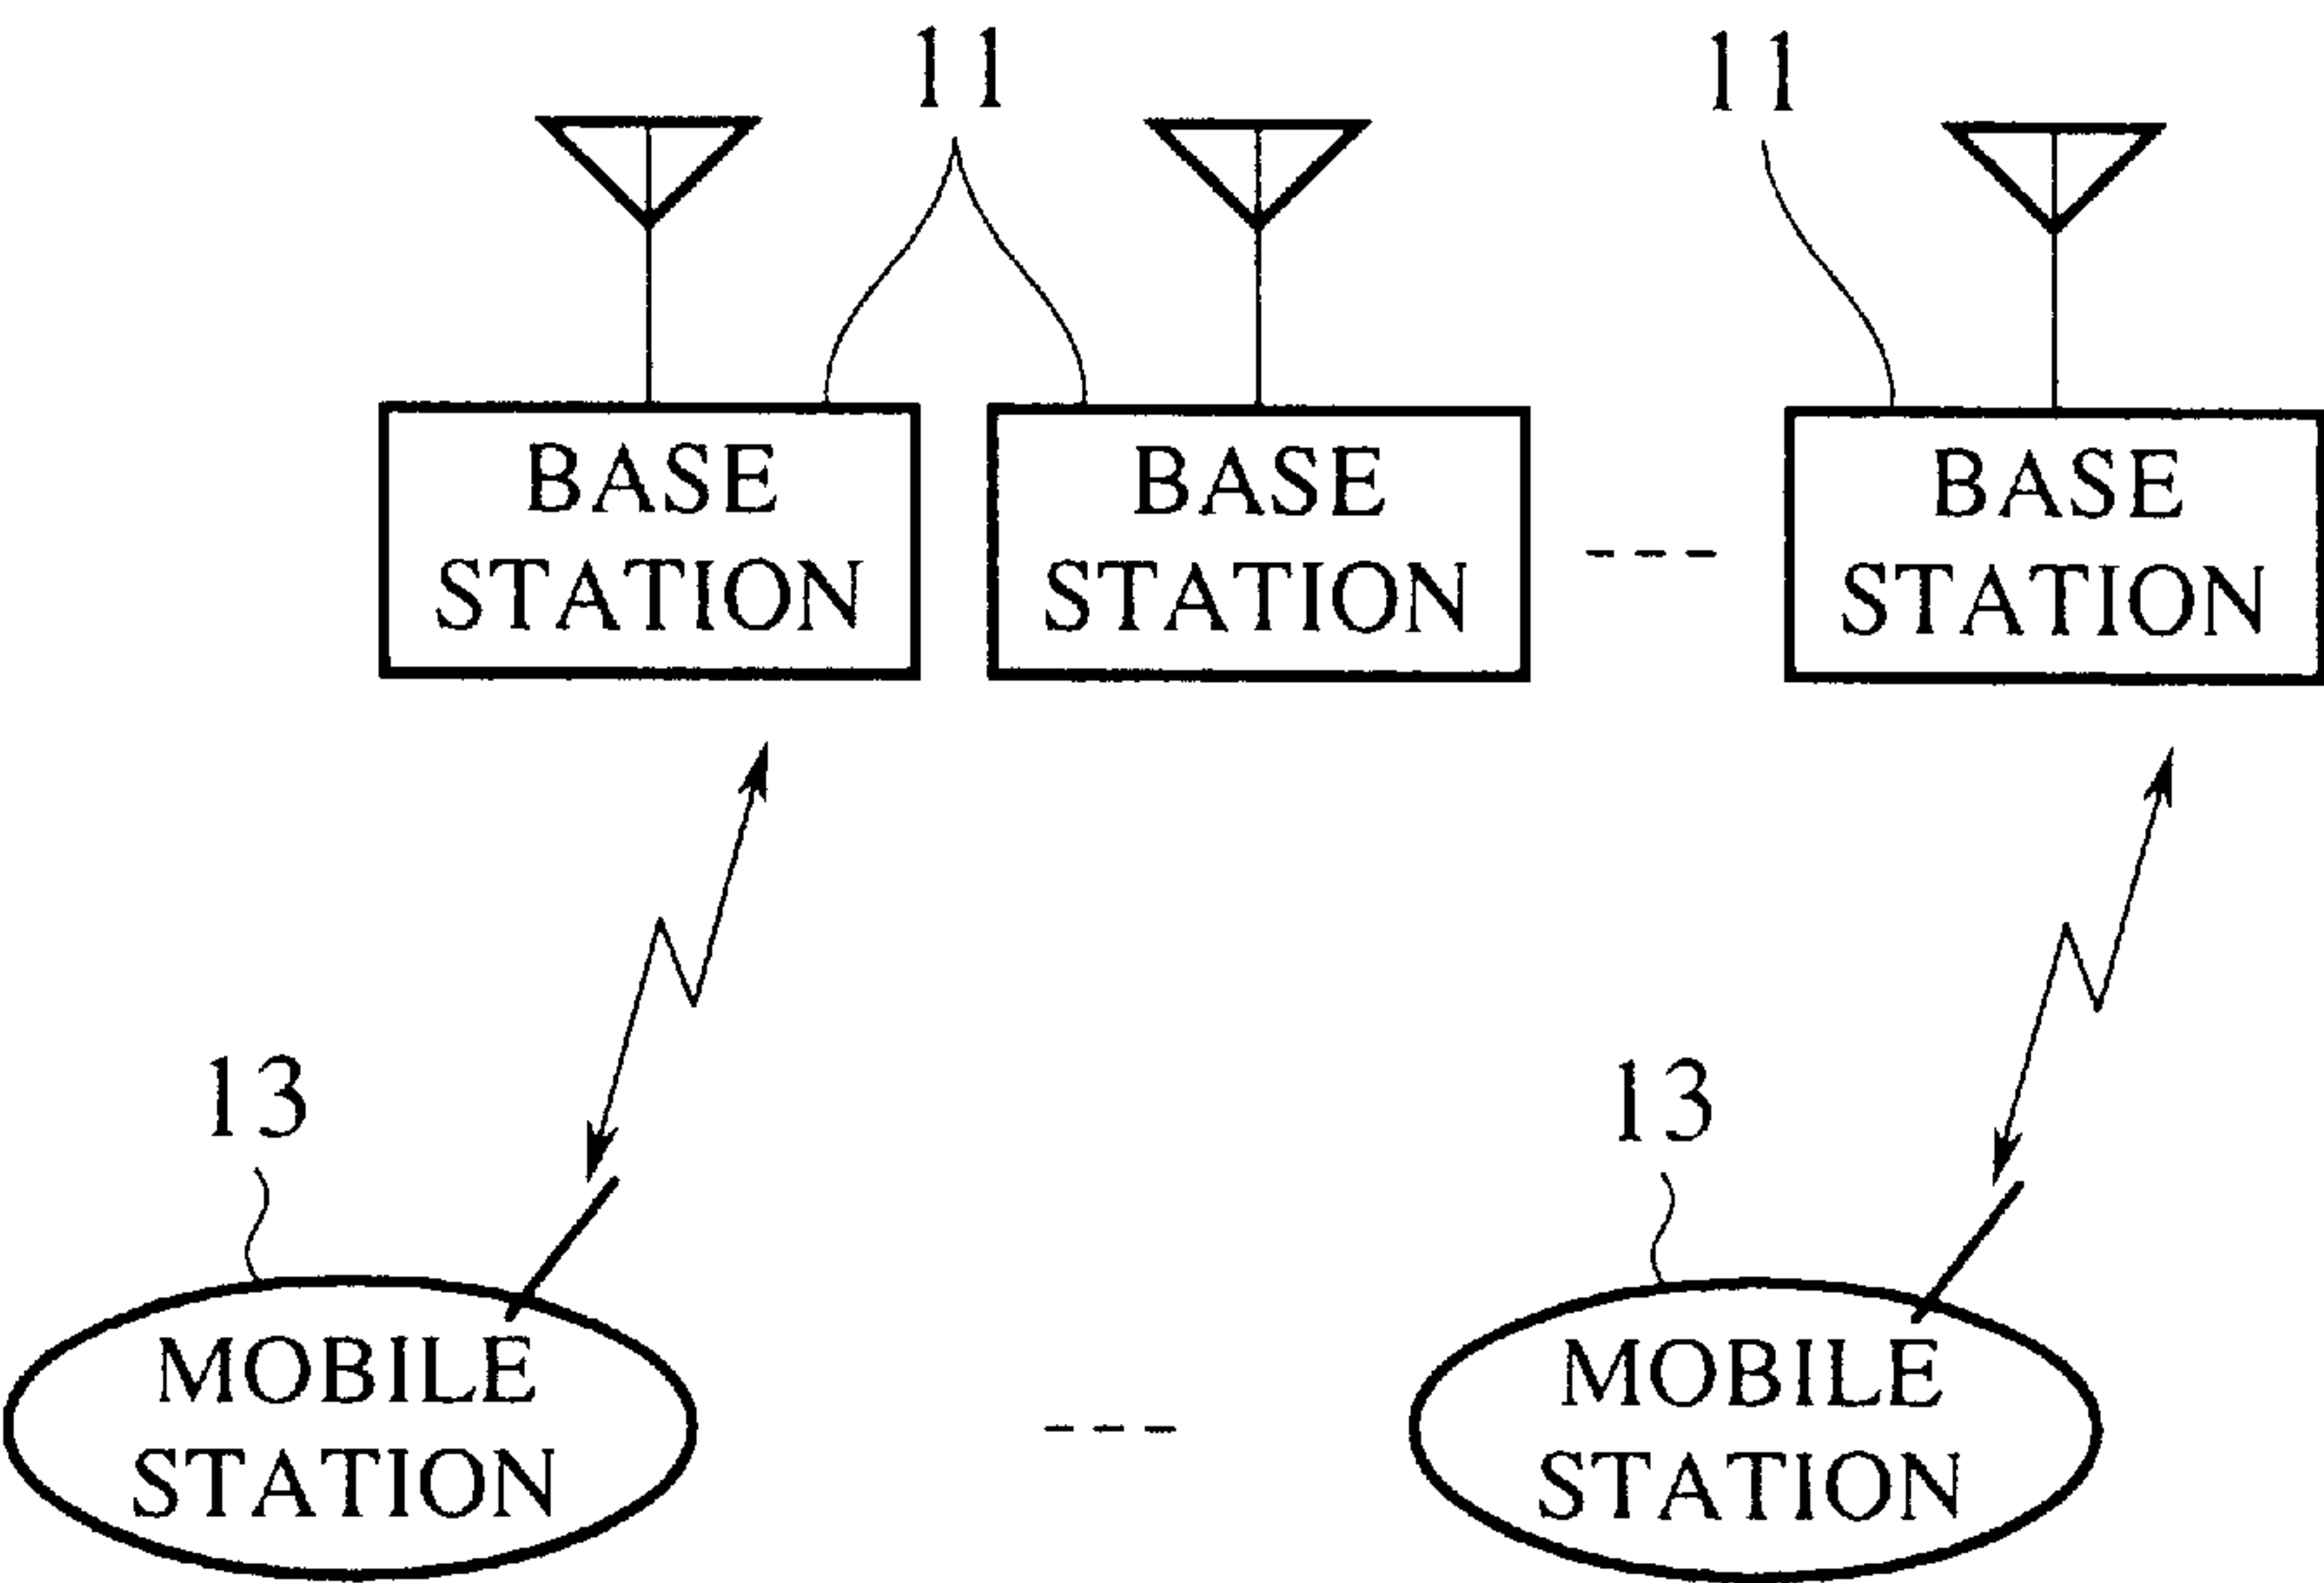 11 11
BASE STATION
BASE STATION
--- BASE STATION
13 13
MOBILE STATION
--- MOBILE STATION